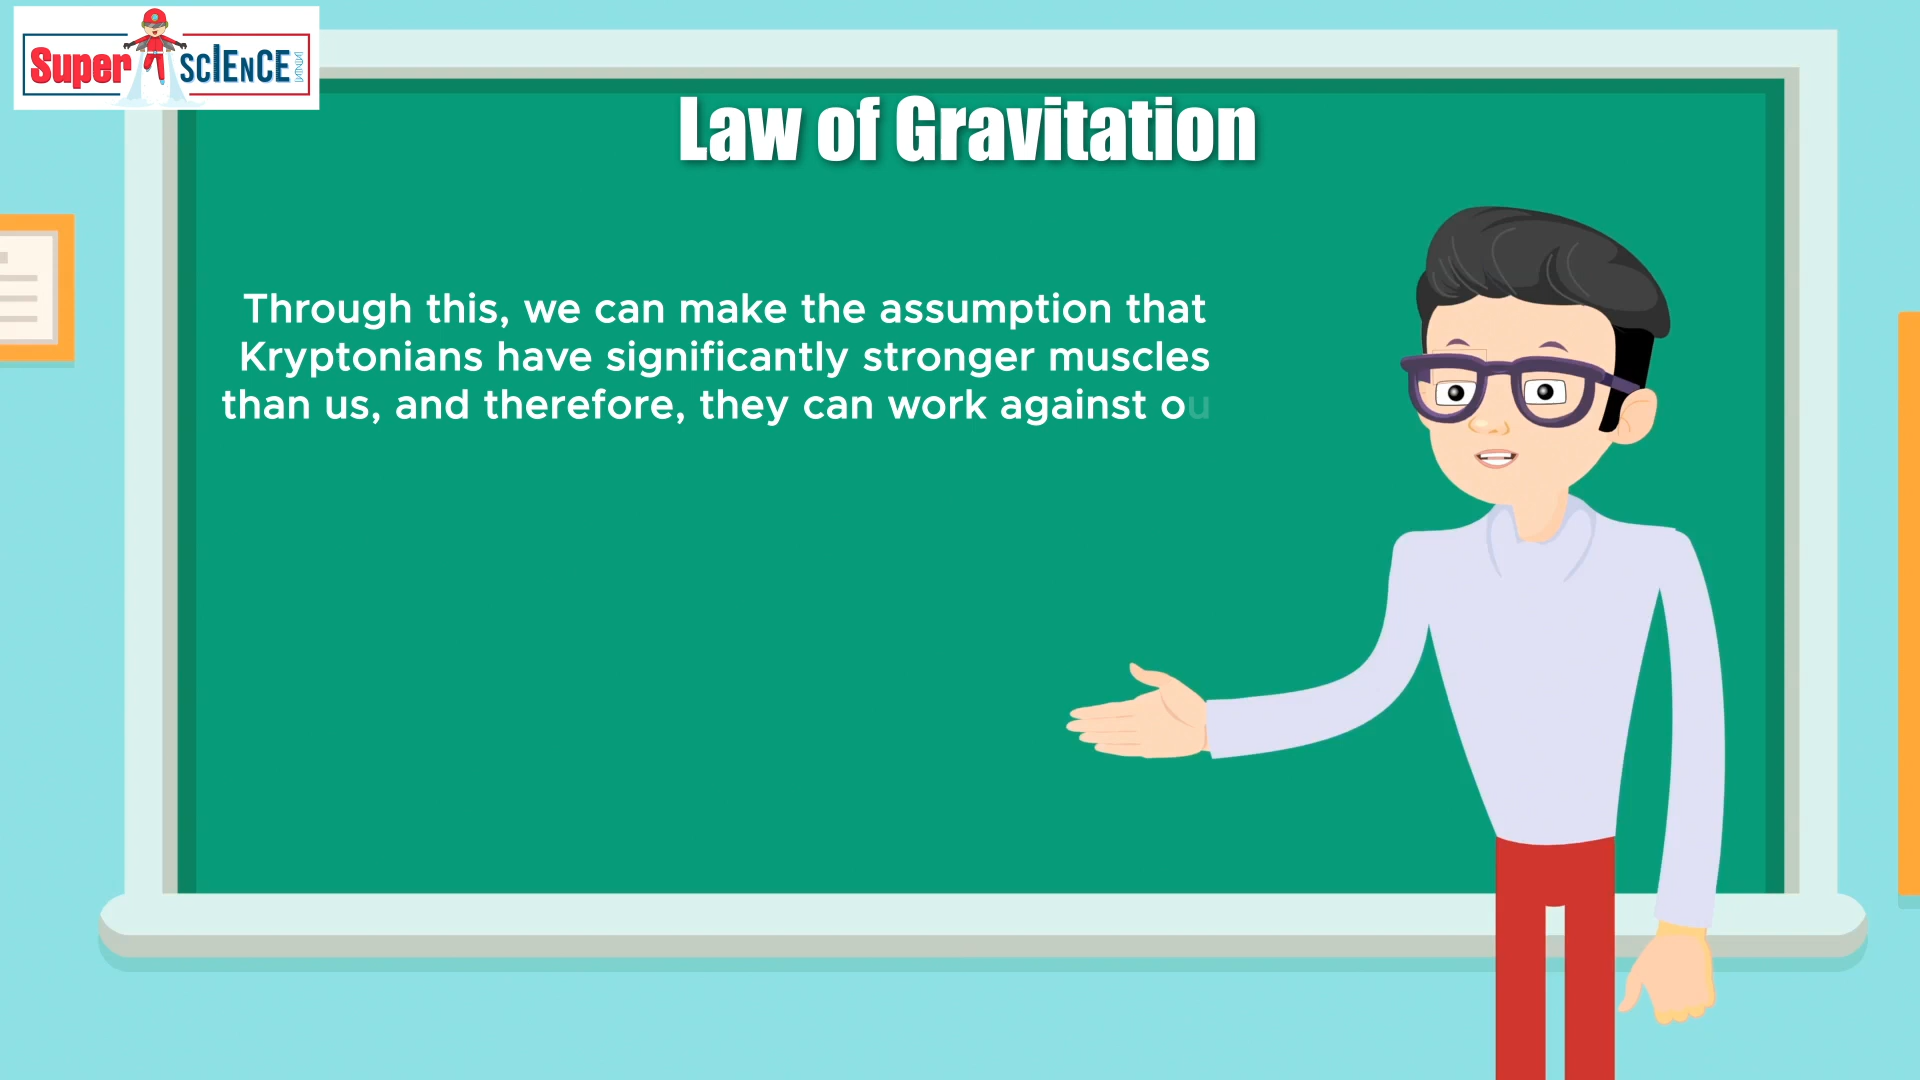 Super SCIENCE
Law of Gravitation
Through this, we can make the assumption that
Kryptonians have significantly stronger muscles
than us, and therefore, they can work against ou